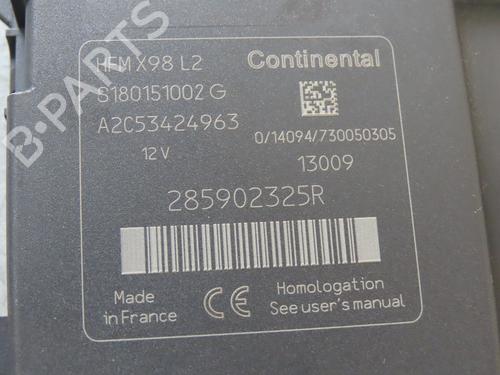 HFM X98 L2
Continental
S180151002 G
A2C53424963
0/14094/730050305
12 V
13009
285902325R
Made
in France
CE
Homologation
See user's manual
B-PARTS